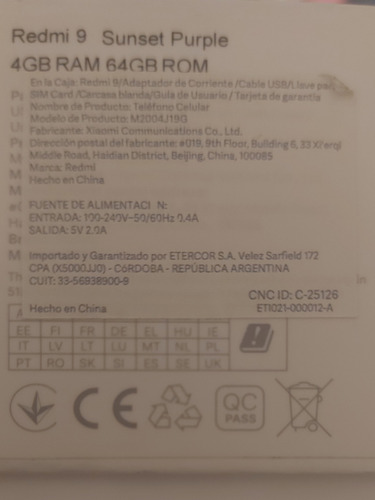 Redmi 9 Sunset Purple
4GB RAM 64GB ROM
En la Caja: Redmi 9/Adaptador de Corriente/Cable USB/Llave para
SIM Card/Carcasa blanda/Guía de Usuario / Tarjeta de garantía
Nombre de Producto: Teléfono Celular
Modelo de Producto: M2004J19G
Fabricante: Xiaomi Communications Co., Ltd.
Dirección postal del fabricante: #019, 9th Floor, Building 6, 33 Xi'erqi
Middle Road, Haidian District, Beijing, China, 100085
Marca: Redmi
Hecho en China
FUENTE DE ALIMENTACI N:
ENTRADA: 100-240V~50/60Hz 0.4A
SALIDA: 5V 2.0A
Importado y Garantizado por ETERCOR S.A. Velez Sarfield 172
CPA (X5000JJO) - CóRDOBA - REPÚBLICA ARGENTINA
CUIT: 33-56938900-9
CNC ID: C-25126
Hecho en China ET1021-000012-A
EE FI FR DE EL HU IE
IT LV LT LU MT NL PL
PT RO SK SI ES SE UK
CE QC
PASS